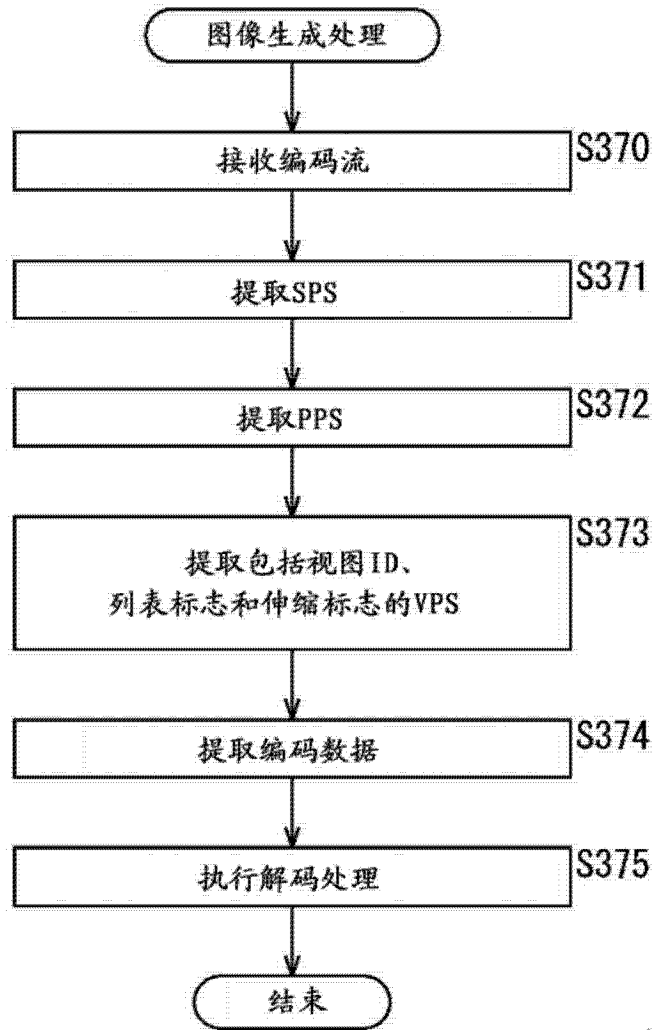 图像生成处理
接收编码流
S370
提取SPS
S371
提取PPS
S372
提取包括视图ID、
列表标志和伸缩标志的VPS
S373
提取编码数据
S374
执行解码处理
S375
结束